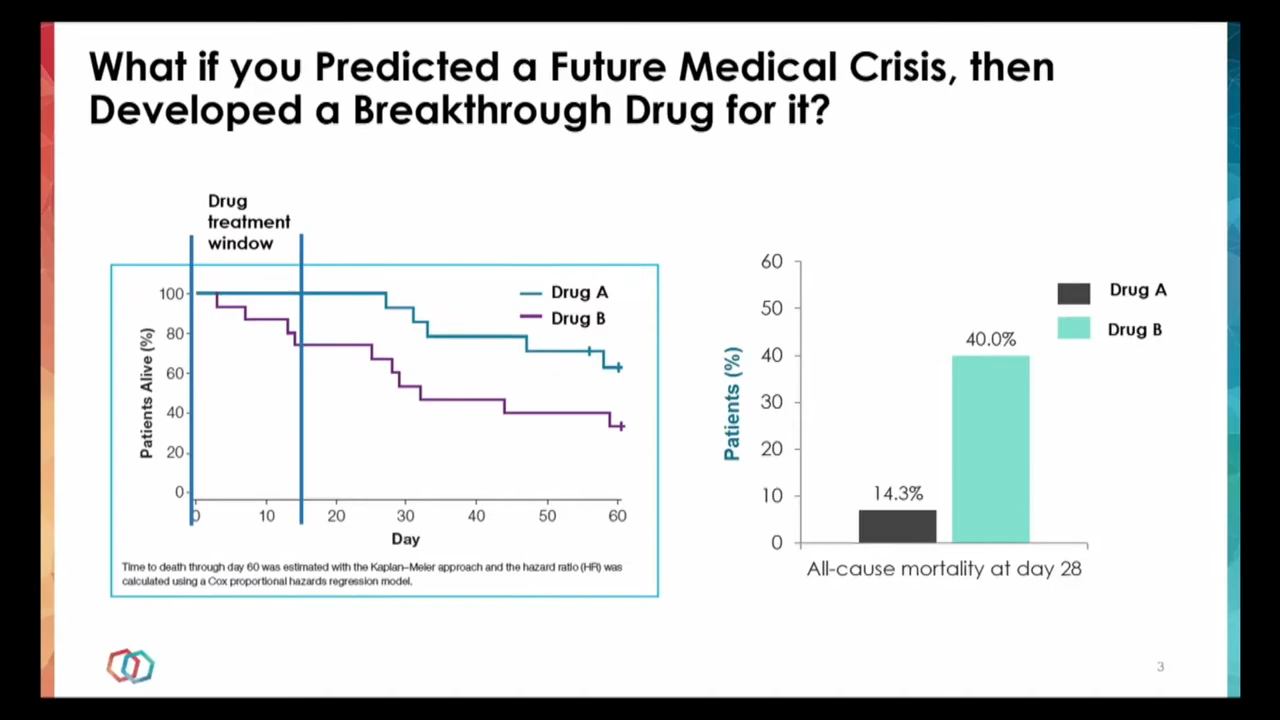 What if you Predicted a Future Medical Crisis, then
Developed a Breakthrough Drug for it?
Drug
treatment
window
Drug A
Drug B
100
80
60
40
20
0
Patients Alive (%)
0
10
20
30
40
50
60
Day
Time to death through day 60 was estimated with the Kaplan–Meier approach and the hazard ratio (HR) was
calculated using a Cox proportional hazards regression model.
60
50
40
30
20
10
0
Patients (%)
14.3%
40.0%
Drug A
Drug B
All-cause mortality at day 28
3